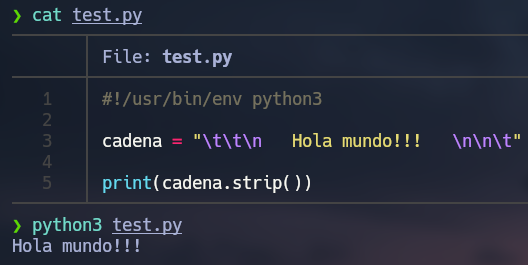 ❯ cat test.py
File: test.py
1 #!/usr/bin/env python3
2
3 cadena = "\t\t\n   Hola mundo!!!   \n\n\t"
4
5 print(cadena.strip())
❯ python3 test.py
Hola mundo!!!